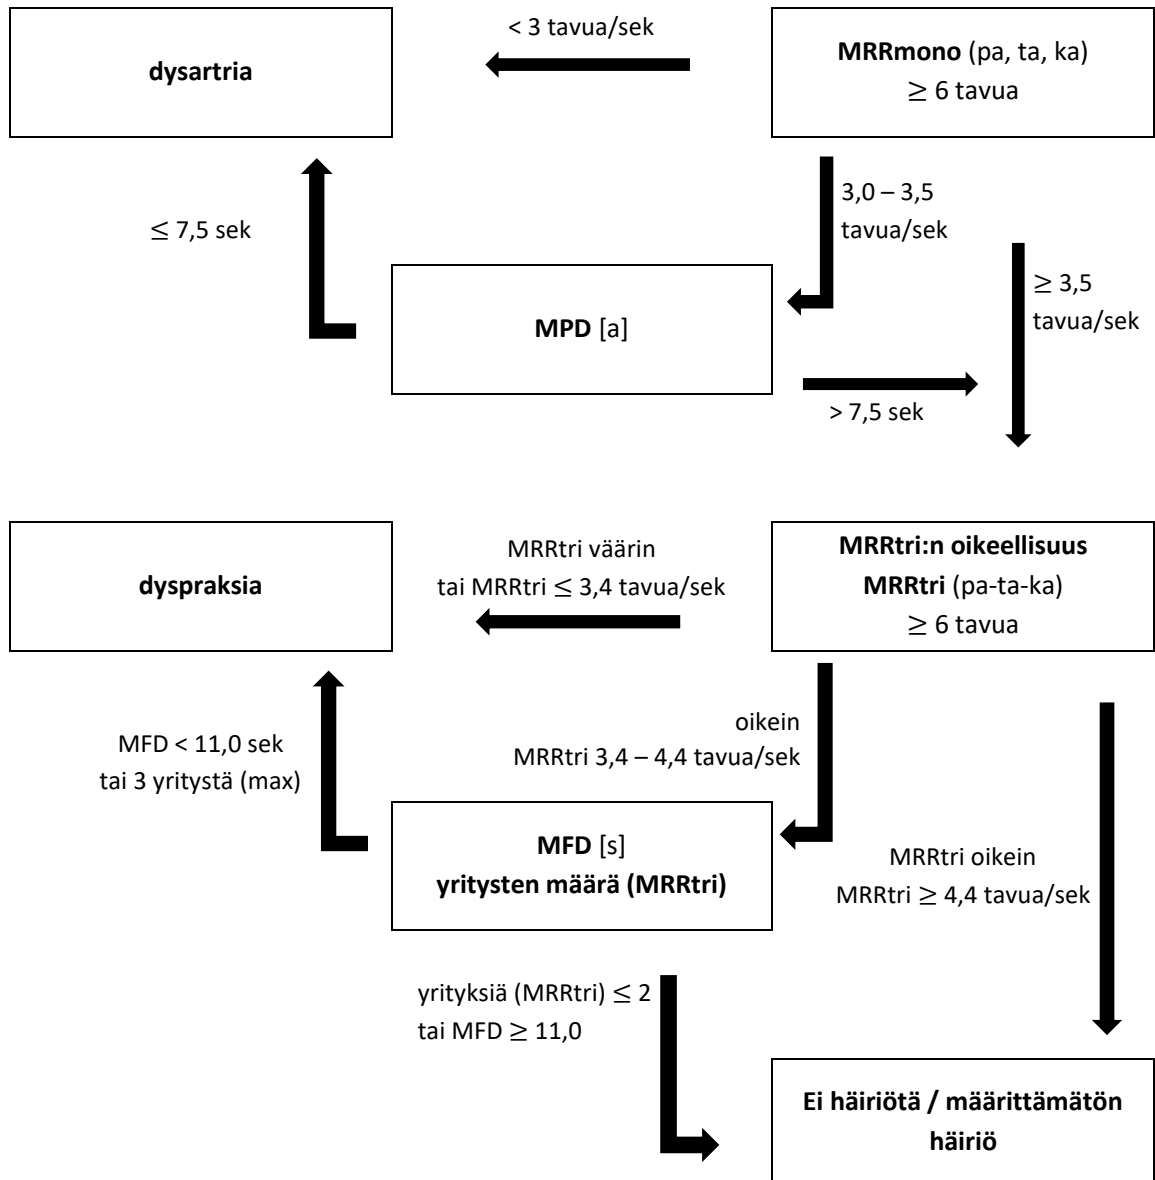 < 3 tavua/sek
dysartria
MRRmono (pa, ta, ka)
≥ 6 tavua
≤ 7,5 sek
3,0 – 3,5
tavua/sek
≥ 3,5
tavua/sek
MPD [a]
> 7,5 sek
dyspraksia
MRRtri väärin
tai MRRtri ≤ 3,4 tavua/sek
MRRtri:n oikeellisuus
MRRtri (pa-ta-ka)
≥ 6 tavua
MFD < 11,0 sek
tai 3 yritystä (max)
oikein
MRRtri 3,4 – 4,4 tavua/sek
MFD [s]
yritysten määrä (MRRtri)
MRRtri oikein
MRRtri ≥ 4,4 tavua/sek
yrityksiä (MRRtri) ≤ 2
tai MFD ≥ 11,0
Ei häiriötä / määrittämätön
häiriö